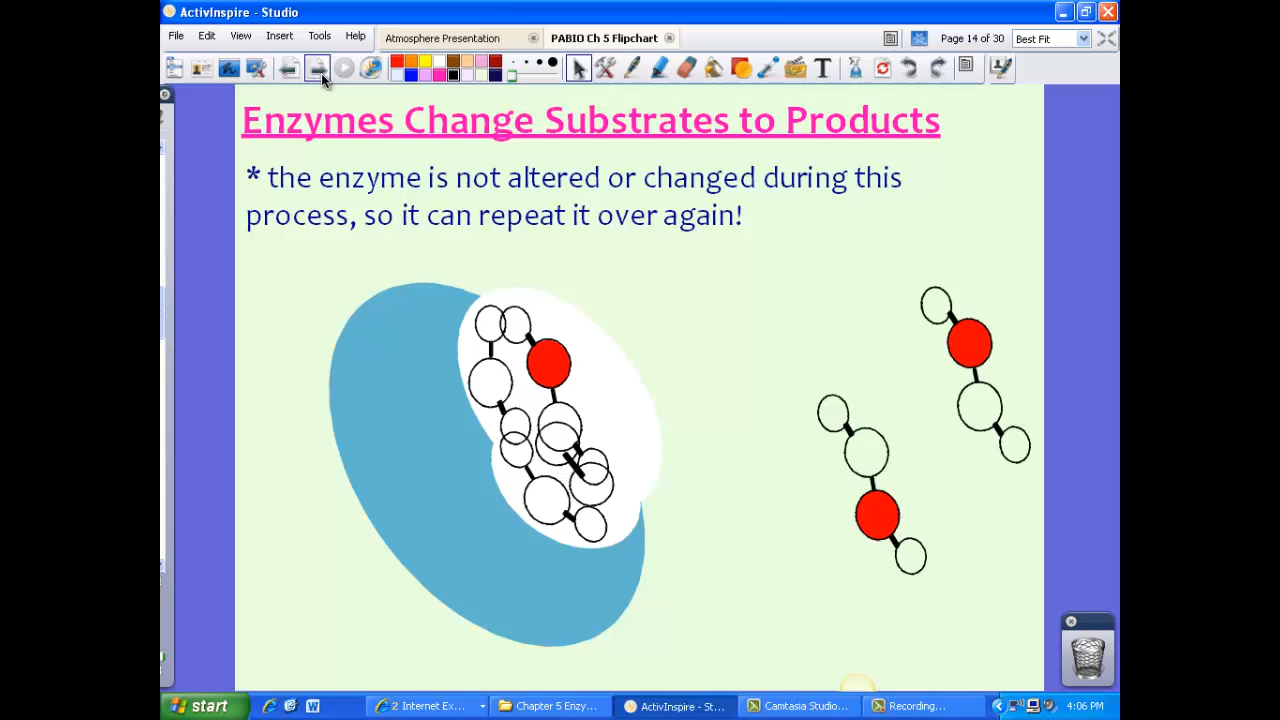 ActivInspire - Studio
File Edit View Insert Tools Help
Atmosphere Presentation
PABIO Ch 5 Flipchart
Page 14 of 30
Best Fit
Enzymes Change Substrates to Products
* the enzyme is not altered or changed during this
process, so it can repeat it over again!
start
2 Internet Ex...
Chapter 5 Enzy...
ActivInspire - St...
Camtasia Studio...
Recording...
4:06 PM